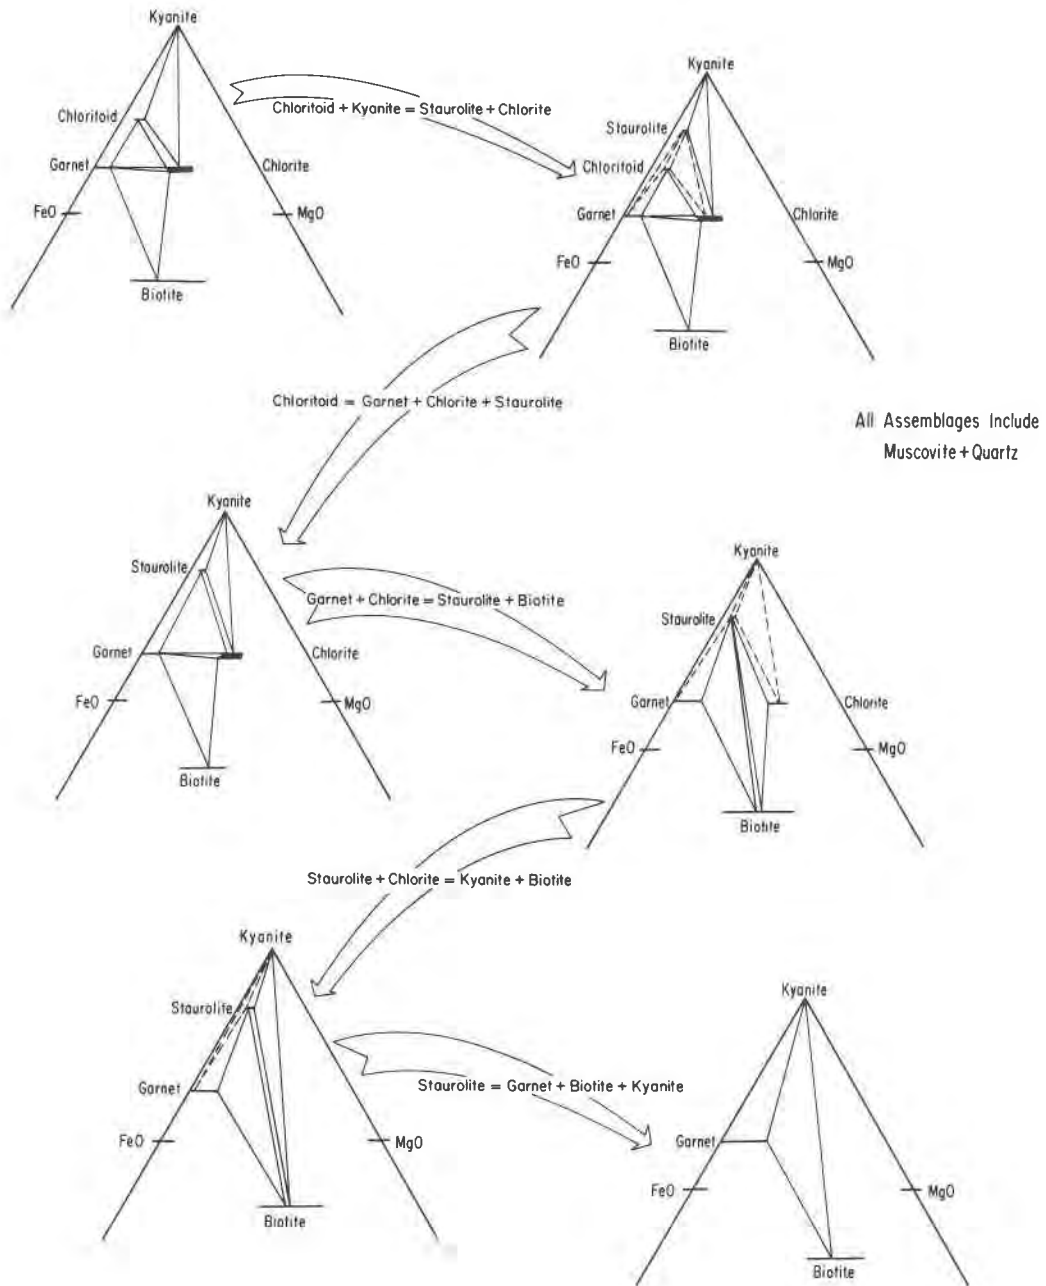 Kyanite
Chloritoid
Garnet
Chlorite
FeO
MgO
Biotite
Chloritoid + Kyanite = Staurolite + Chlorite
Kyanite
Staurolite
Chloritoid
Garnet
Chlorite
FeO
MgO
Biotite
Chloritoid = Garnet + Chlorite + Staurolite
All Assemblages Include
Muscovite + Quartz
Kyanite
Staurolite
Garnet
Chlorite
FeO
MgO
Biotite
Garnet + Chlorite = Staurolite + Biotite
Kyanite
Staurolite
Garnet
Chlorite
FeO
MgO
Biotite
Staurolite + Chlorite = Kyanite + Biotite
Kyanite
Staurolite
Garnet
FeO
MgO
Biotite
Staurolite = Garnet + Biotite + Kyanite
Kyanite
Garnet
FeO
MgO
Biotite